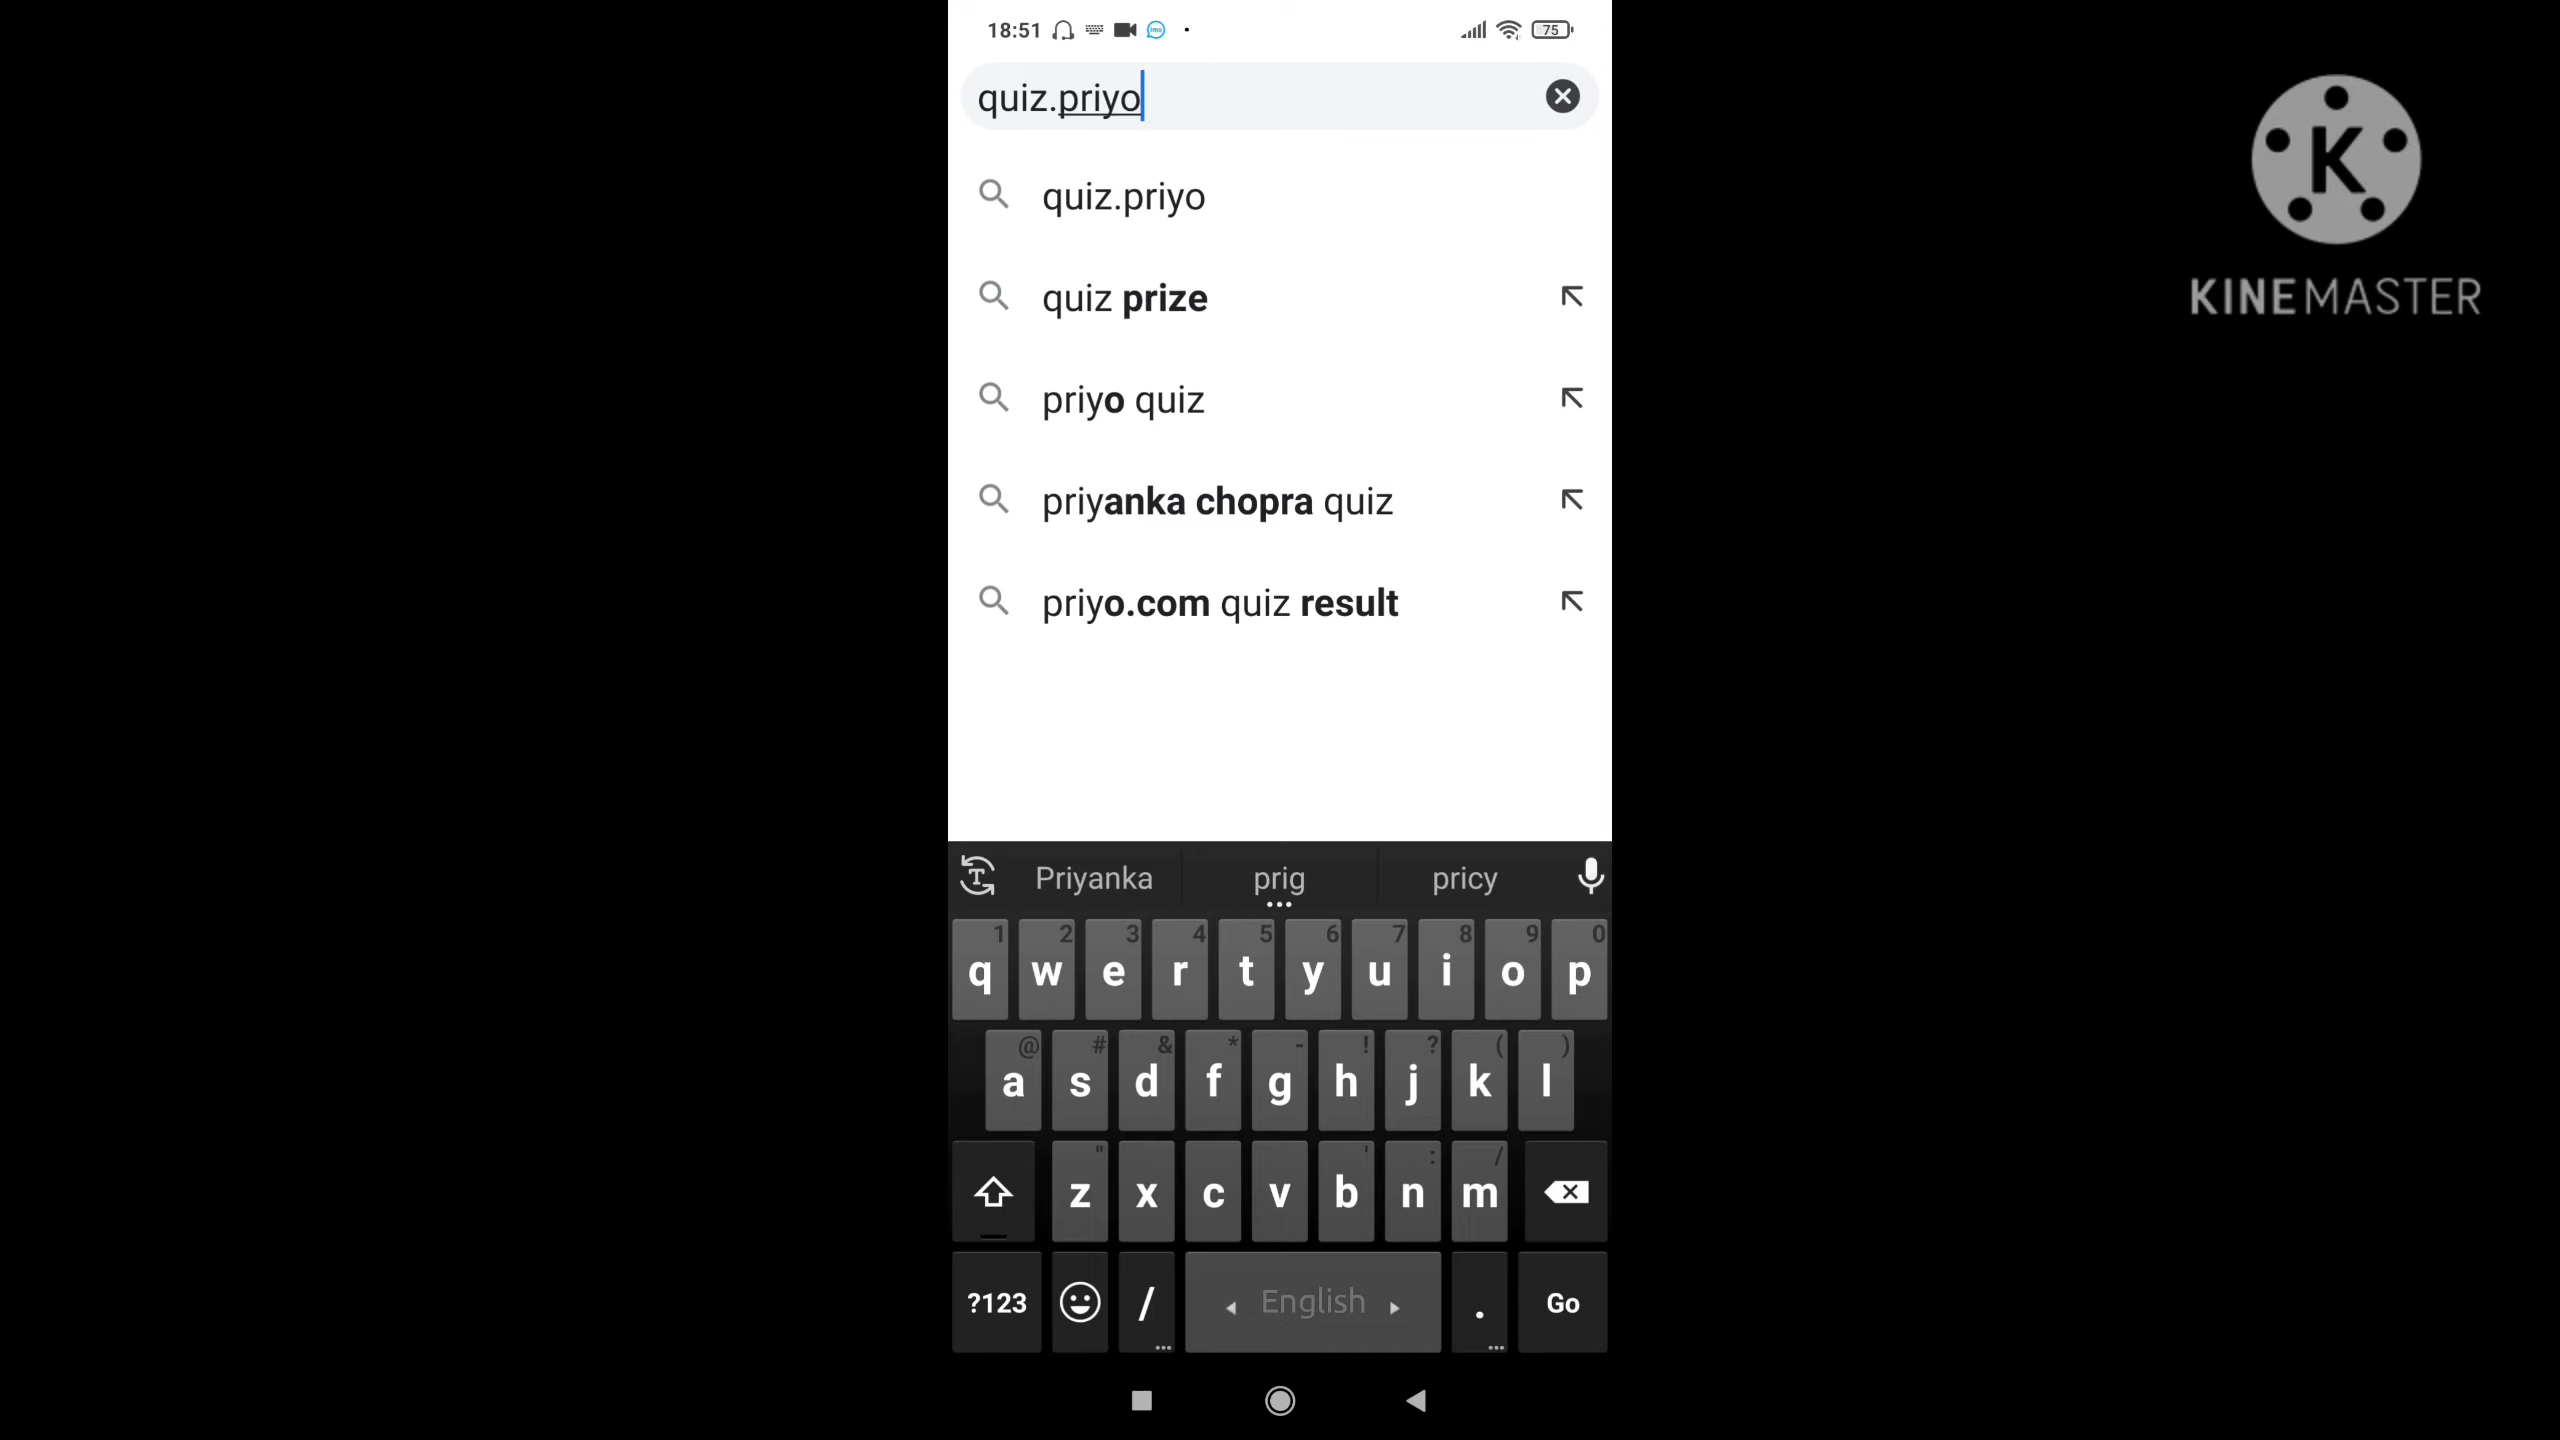 18:51 imo 75
quiz.priyo
K
KINEMASTER
quiz.priyo
quiz prize
priyo quiz
priyanka chopra quiz
priyo.com quiz result
T Priyanka prig pricy
1 2 3 4 5 6 7 8 9 0
q w e r t y u i o p
@ # & * - ! ? ( )
a s d f g h j k l
" ' : /
z x c v b n m
?123 / English . Go